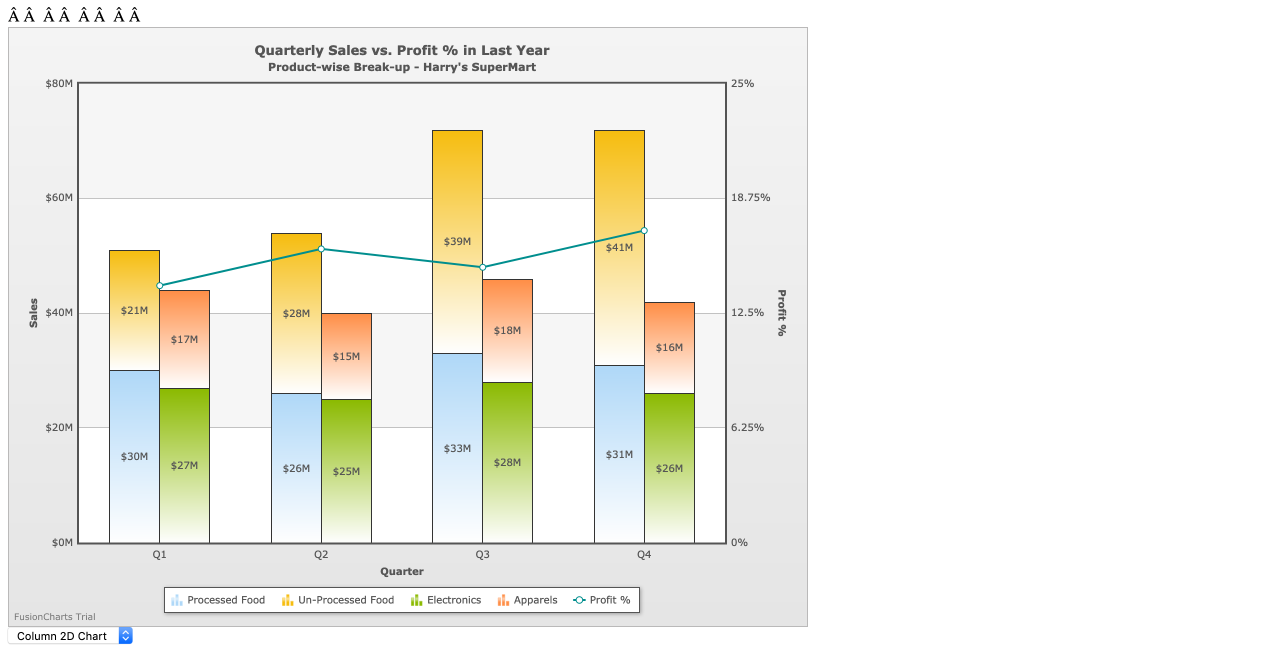 Â Â  Â Â  Â Â  Â Â
Quarterly Sales vs. Profit % in Last Year
Product-wise Break-up - Harry's SuperMart
$80M 25%
$60M 18.75%
$39M $41M
$21M $28M
$40M 12.5%
Sales Profit %
$17M $15M $18M $16M
$20M 6.25%
$30M $27M $26M $25M $33M $28M $31M $26M
$0M 0%
Q1 Q2 Q3 Q4
Quarter
Processed Food Un-Processed Food Electronics Apparels Profit %
FusionCharts Trial
Column 2D Chart